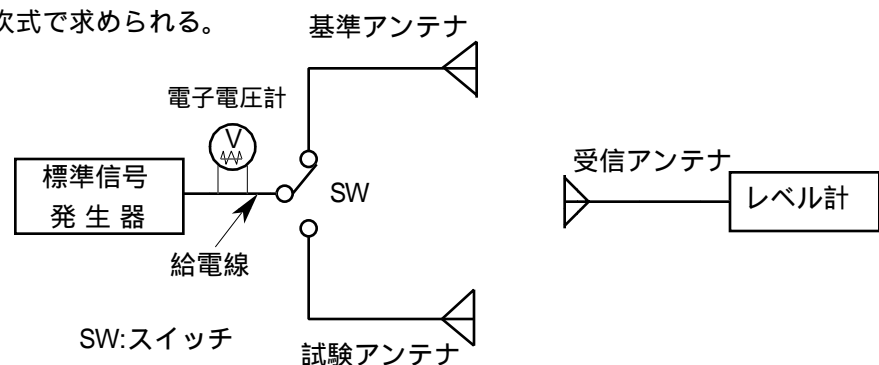 次式で求められる。
基準アンテナ
電子電圧計
V
標準信号
発生器
SW
受信アンテナ
レベル計
給電線
SW:スイッチ
試験アンテナ